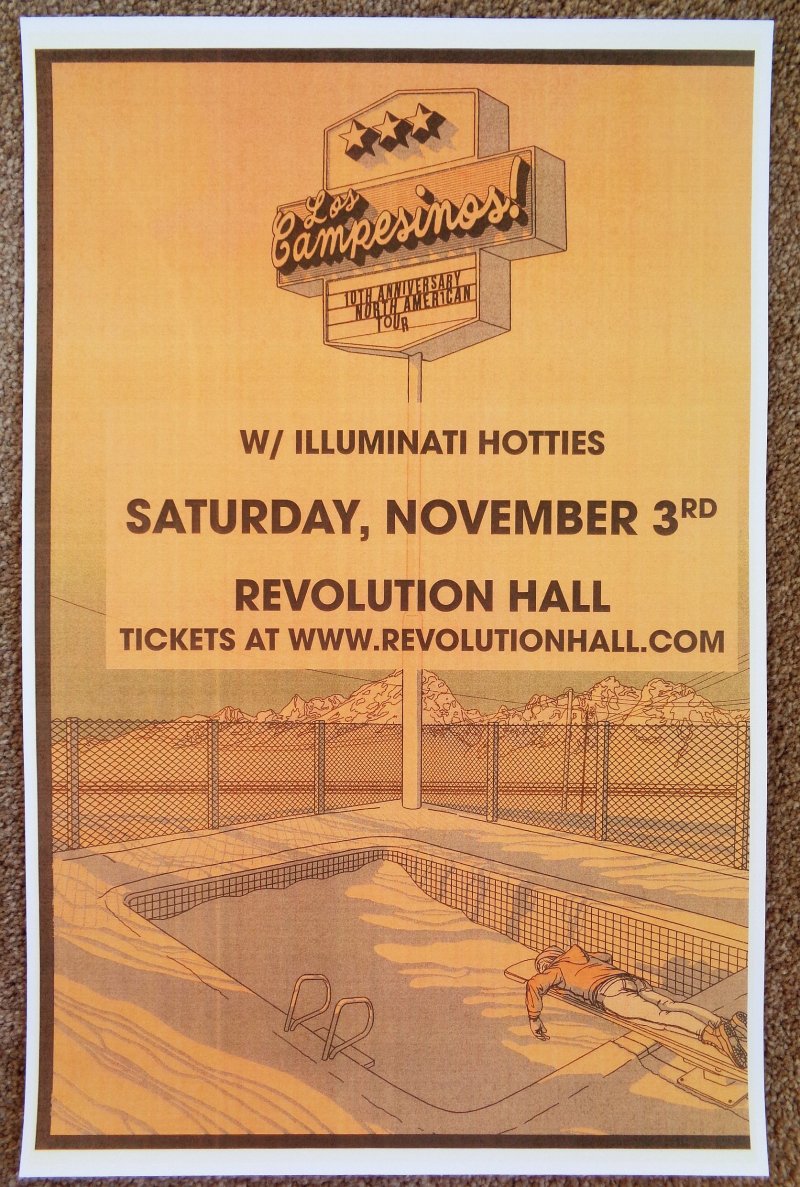 Los
Campesinos!
10TH ANNIVERSARY
NORTH AMERICAN
TOUR
W/ ILLUMINATI HOTTIES
SATURDAY, NOVEMBER 3RD
REVOLUTION HALL
TICKETS AT WWW.REVOLUTIONHALL.COM